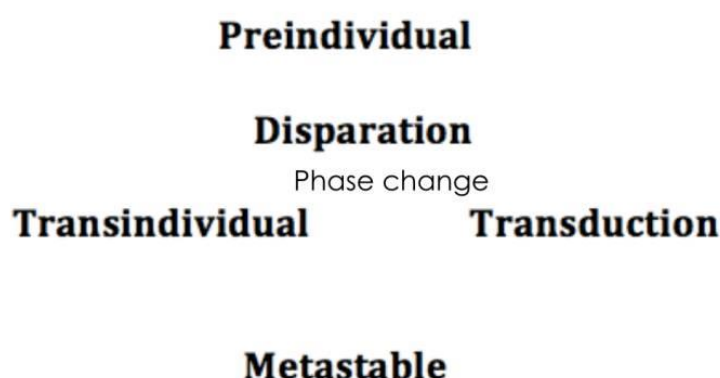 Preindividual
Disparation
Phase change
Transindividual Transduction
Metastable